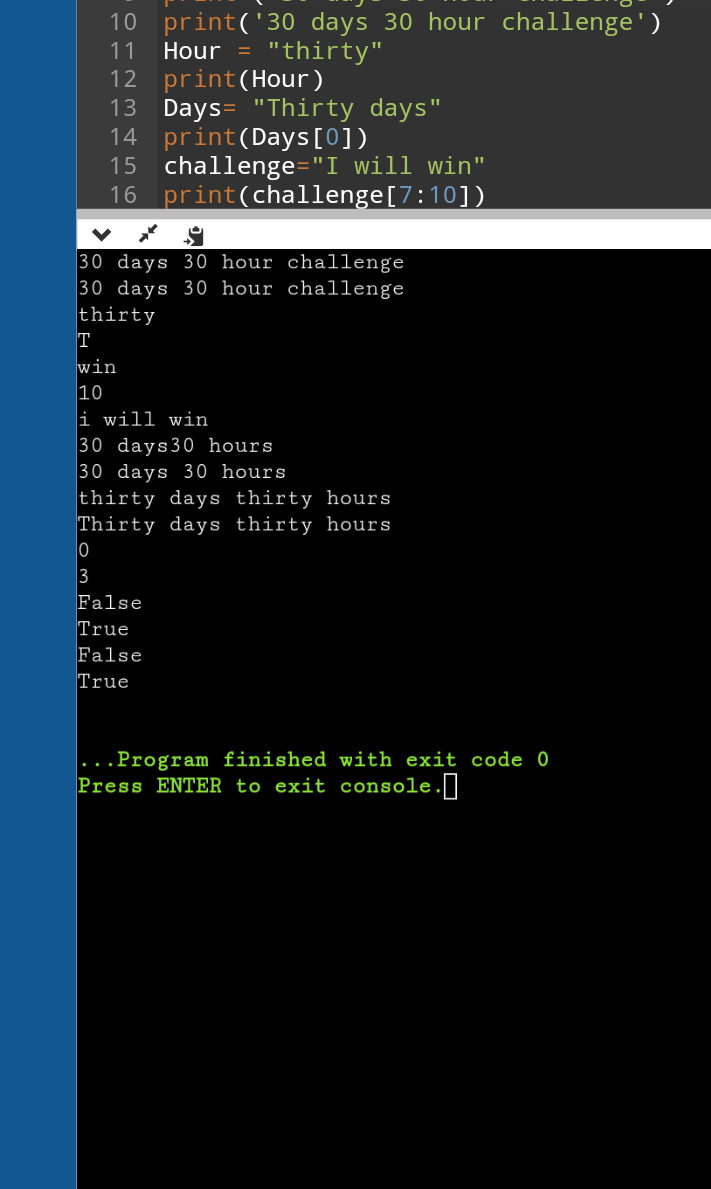 10 print('30 days 30 hour challenge')
11 Hour = "thirty"
12 print(Hour)
13 Days= "Thirty days"
14 print(Days[0])
15 challenge="I will win"
16 print(challenge[7:10])
30 days 30 hour challenge
30 days 30 hour challenge
thirty
T
win
10
i will win
30 days30 hours
30 days 30 hours
thirty days thirty hours
Thirty days thirty hours
0
3
False
True
False
True
...Program finished with exit code 0
Press ENTER to exit console.